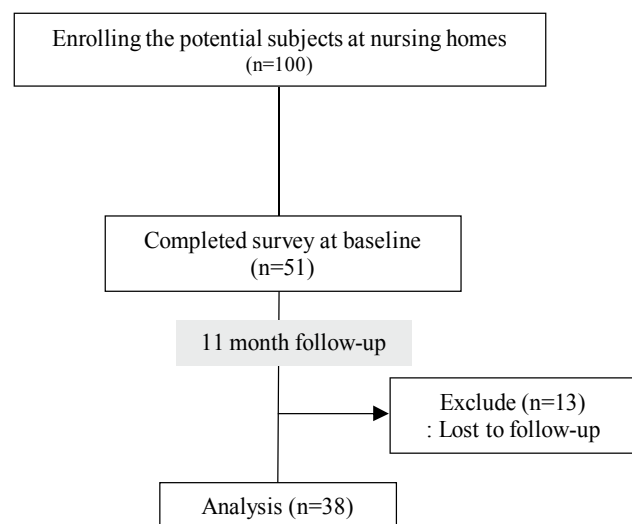 Enrolling the potential subjects at nursing homes
(n=100)
Completed survey at baseline
(n=51)
11 month follow-up
Exclude (n=13)
: Lost to follow-up
Analysis (n=38)